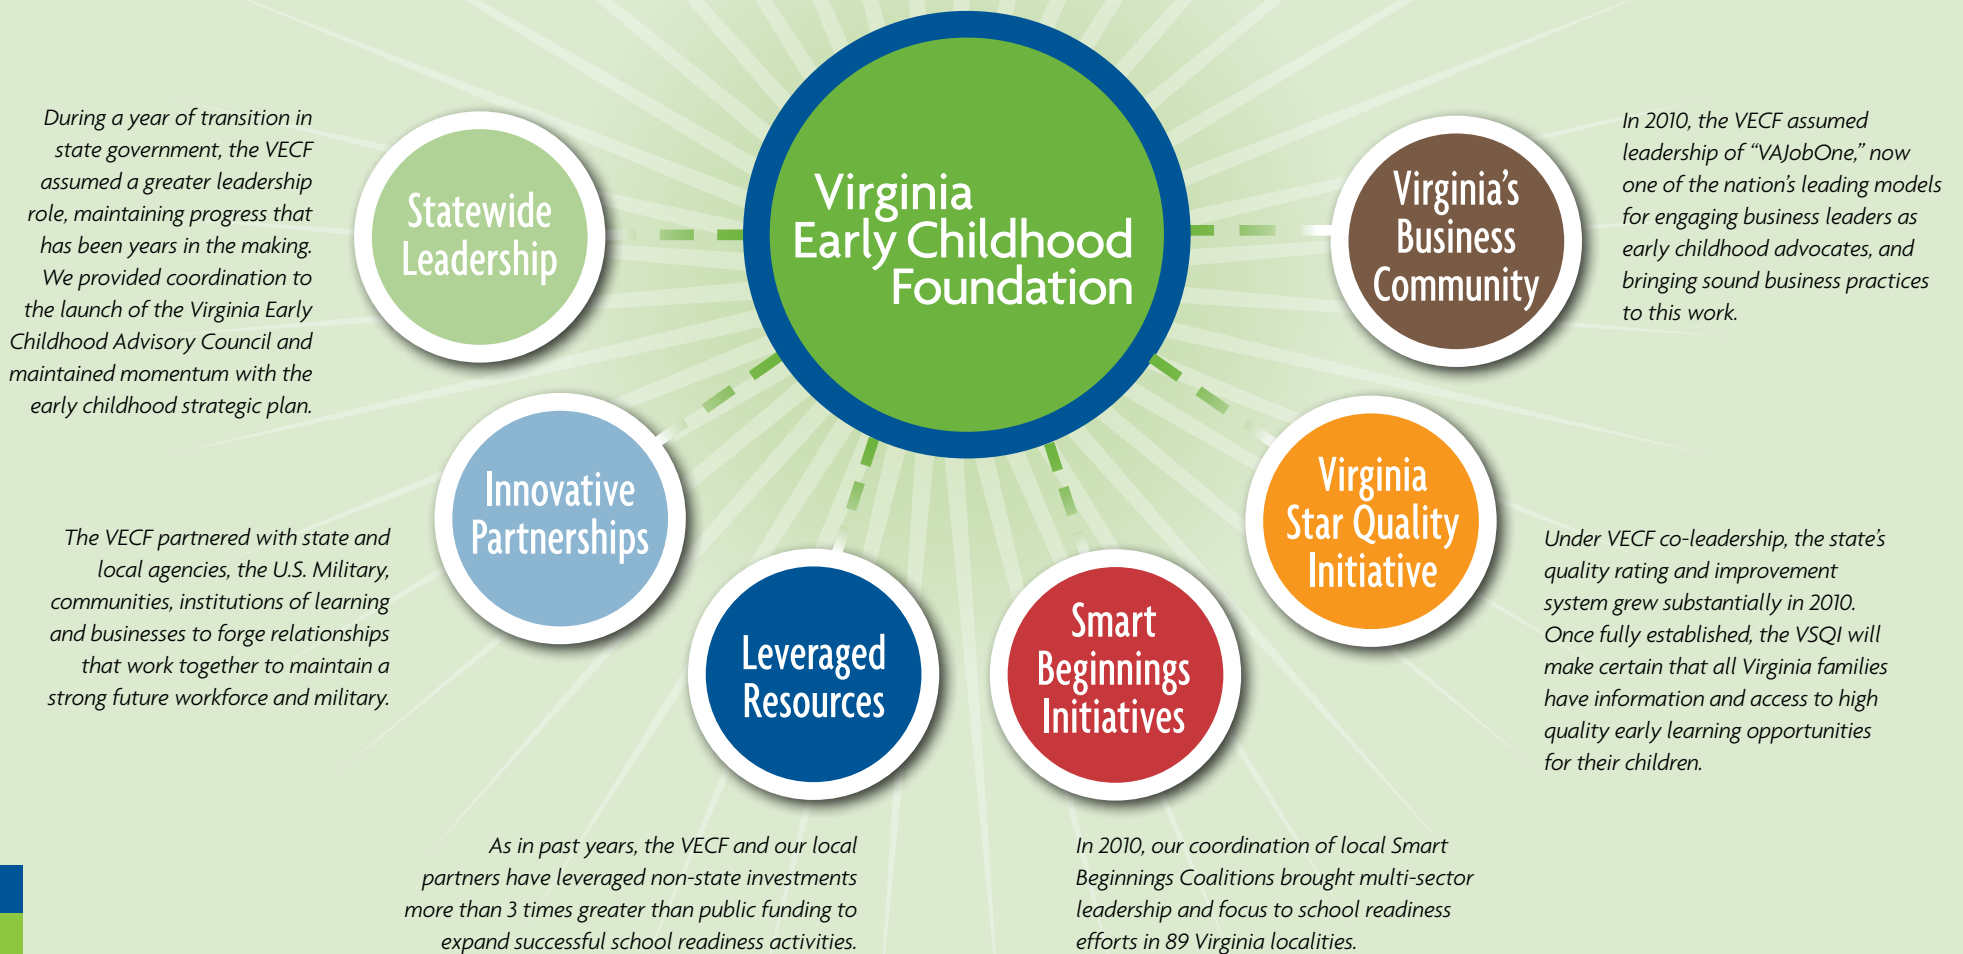 Virginia
Early Childhood
Foundation
During a year of transition in
state government, the VECF
assumed a greater leadership
role, maintaining progress that
has been years in the making.
We provided coordination to
the launch of the Virginia Early
Childhood Advisory Council and
maintained momentum with the
early childhood strategic plan.
Statewide
Leadership
The VECF partnered with state and
local agencies, the U.S. Military,
communities, institutions of learning
and businesses to forge relationships
that work together to maintain a
strong future workforce and military.
Innovative
Partnerships
Leveraged
Resources
As in past years, the VECF and our local
partners have leveraged non-state investments
more than 3 times greater than public funding to
expand successful school readiness activities.
Smart
Beginnings
Initiatives
In 2010, our coordination of local Smart
Beginnings Coalitions brought multi-sector
leadership and focus to school readiness
efforts in 89 Virginia localities.
Virginia
Star Quality
Initiative
Under VECF co-leadership, the state’s
quality rating and improvement
system grew substantially in 2010.
Once fully established, the VSQI will
make certain that all Virginia families
have information and access to high
quality early learning opportunities
for their children.
Virginia’s
Business
Community
In 2010, the VECF assumed
leadership of “VAJobOne,” now
one of the nation’s leading models
for engaging business leaders as
early childhood advocates, and
bringing sound business practices
to this work.